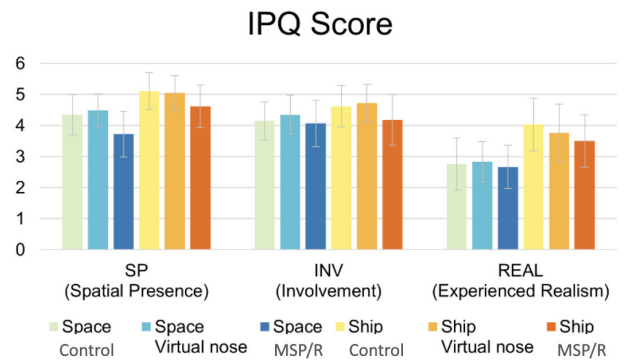 IPQ Score
6
5
4
3
2
1
0
SP
(Spatial Presence)
INV
(Involvement)
REAL
(Experienced Realism)
Space
Control
Space
Virtual nose
Space
MSP/R
Ship
Control
Ship
Virtual nose
Ship
MSP/R